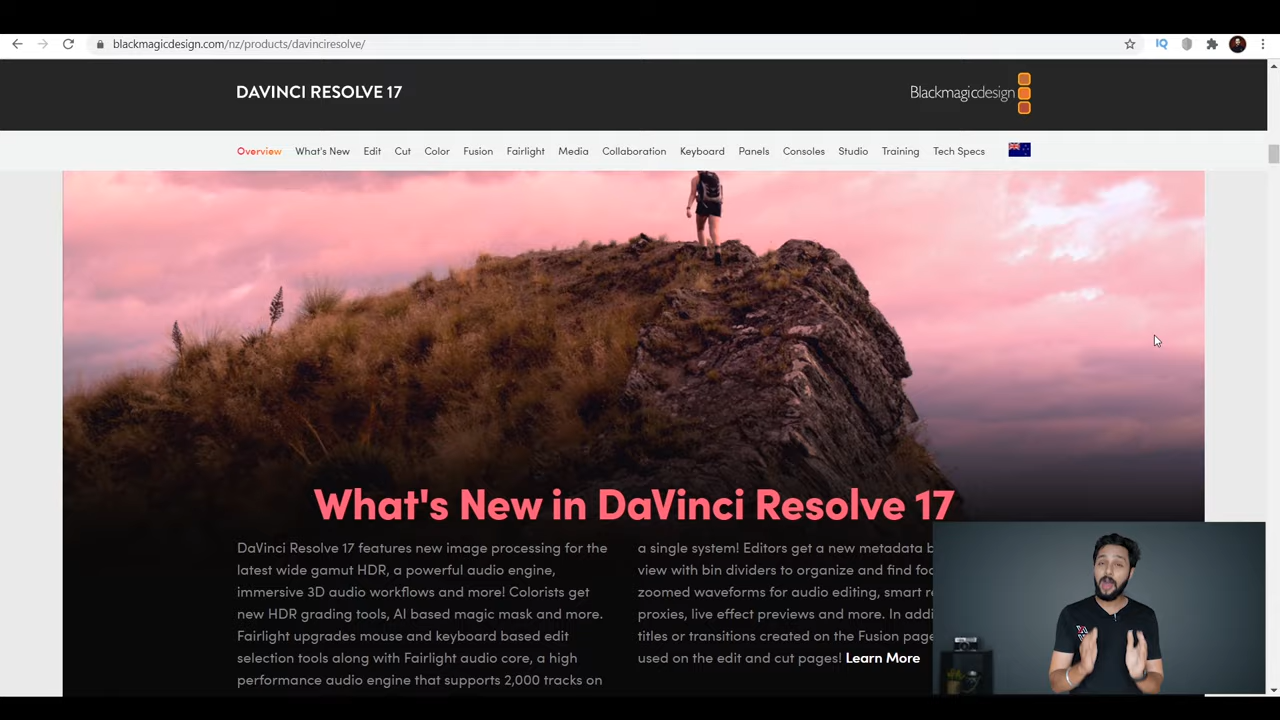 blackmagicdesign.com/nz/products/davinciresolve/
IQ
DAVINCI RESOLVE 17
Blackmagicdesign
Overview What's New Edit Cut Color Fusion Fairlight Media Collaboration Keyboard Panels Consoles Studio Training Tech Specs
What's New in DaVinci Resolve 17
DaVinci Resolve 17 features new image processing for the
latest wide gamut HDR, a powerful audio engine,
immersive 3D audio workflows and more! Colorists get
new HDR grading tools, AI based magic mask and more.
Fairlight upgrades mouse and keyboard based edit
selection tools along with Fairlight audio core, a high
performance audio engine that supports 2,000 tracks on
a single system! Editors get a new metadata
view with bin dividers to organize and find
zoomed waveforms for audio editing, smart
proxies, live effect previews and more. In
titles or transitions created on the Fusion
used on the edit and cut pages! Learn More